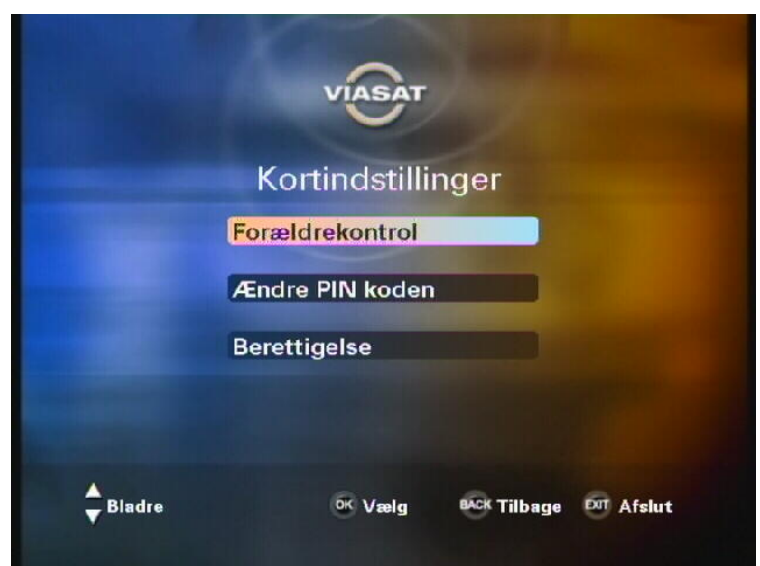 VIASAT
Kortindstillinger
Forældrekontrol
Ændre PIN koden
Berettigelse
Bladre OK Vælg BACK Tilbage EXIT Afslut